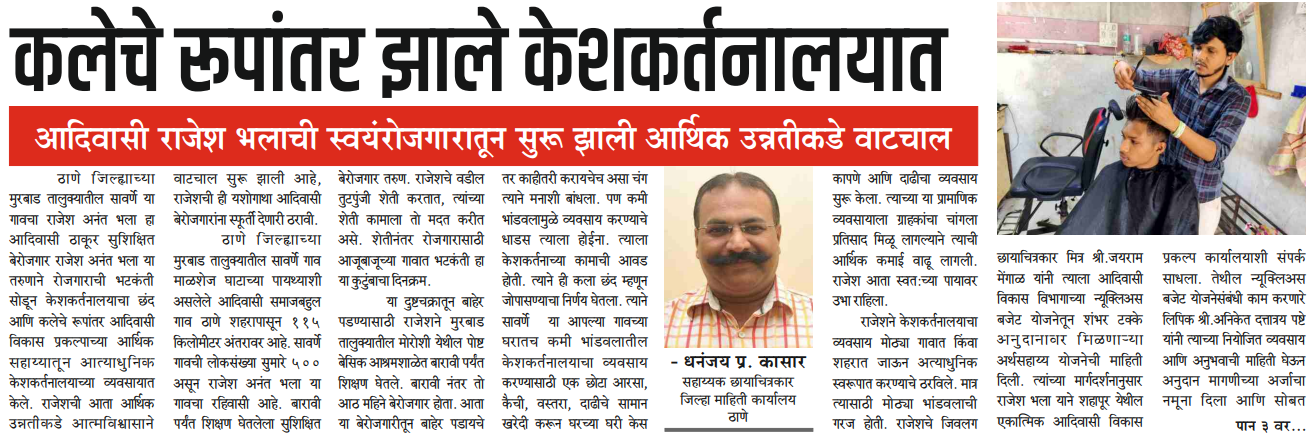 कलेचे रूपांतर झाले केशकर्तनालयात
आदिवासी राजेश भलाची स्वयंरोजगारातून सुरू झाली आर्थिक उन्नतीकडे वाटचाल
ठाणे जिल्ह्याच्या
मुरबाड तालुक्यातील सावर्णे या
गावचा राजेश अनंत भला हा
आदिवासी ठाकूर सुशिक्षित
बेरोजगार राजेश अनंत भला या
तरुणाने रोजगाराची भटकंती
सोडून केशकर्तनालयाचा छंद
आणि कलेचे रूपांतर आदिवासी
विकास प्रकल्पाच्या आर्थिक
सहाय्यातून आत्याधुनिक
केशकर्तनालयाच्या व्यवसायात
केले. राजेशची आता आर्थिक
उन्नतीकडे आत्मविश्वासाने
वाटचाल सुरू झाली आहे,
राजेशची ही यशोगाथा आदिवासी
बेरोजगारांना स्फूर्ती देणारी ठरावी.
ठाणे जिल्ह्याच्या
मुरबाड तालुक्यातील सावर्णे गाव
माळशेज घाटाच्या पायथ्याशी
असलेले आदिवासी समाजबहुल
गाव ठाणे शहरापासून ११५
किलोमीटर अंतरावर आहे. सावर्णे
गावची लोकसंख्या सुमारे ५००
असून राजेश अनंत भला या
गावचा रहिवासी आहे. बारावी
पर्यंत शिक्षण घेतलेला सुशिक्षित
बेरोजगार तरुण. राजेशचे वडील
तुटपुंजी शेती करतात, त्यांच्या
शेती कामाला तो मदत करीत
असे. शेतीनंतर रोजगारासाठी
आजूबाजूच्या गावात भटकंती हा
या कुटुंबाचा दिनक्रम.
या दुष्टचक्रातून बाहेर
पडण्यासाठी राजेशने मुरबाड
तालुक्यातील मोरोशी येथील पोष्ट
बेसिक आश्रमशाळेत बारावी पर्यंत
शिक्षण घेतले. बारावी नंतर तो
आठ महिने बेरोजगार होता. आता
या बेरोजगारीतून बाहेर पडायचे
तर काहीतरी करायचेच असा चंग
त्याने मनाशी बांधला. पण कमी
भांडवलामुळे व्यवसाय करण्याचे
धाडस त्याला होईना. त्याला
केशकर्तनाच्या कामाची आवड
होती. त्याने ही कला छंद म्हणून
जोपासण्याचा निर्णय घेतला. त्याने
सावर्णे या आपल्या गावच्या
घरातच कमी भांडवलातील
केशकर्तनालयाचा व्यवसाय
करण्यासाठी एक छोटा आरसा,
कैची, वस्तरा, दाढीचे सामान
खरेदी करून घरच्या घरी केस
- धनंजय प्र. कासार
सहाय्यक छायाचित्रकार
जिल्हा माहिती कार्यालय
ठाणे
कापणे आणि दाढीचा व्यवसाय
सुरू केला. त्याच्या या प्रामाणिक
व्यवसायाला ग्राहकांचा चांगला
प्रतिसाद मिळू लागल्याने त्याची
आर्थिक कमाई वाढू लागली.
राजेश आता स्वत:च्या पायावर
उभा राहिला.
राजेशने केशकर्तनालयाचा
व्यवसाय मोठ्या गावात किंवा
शहरात जाऊन अत्याधुनिक
स्वरूपात करण्याचे ठरविले. मात्र
त्यासाठी मोठ्या भांडवलाची
गरज होती. राजेशचे जिवलग
छायाचित्रकार मित्र श्री.जयराम
मेंगाळ यांनी त्याला आदिवासी
विकास विभागाच्या न्यूक्लिअस
बजेट योजनेतून शंभर टक्के
अनुदानावर मिळणाऱ्या
अर्थसहाय्य योजनेची माहिती
दिली. त्यांच्या मार्गदर्शनानुसार
राजेश भला याने शहापूर येथील
एकात्मिक आदिवासी विकास
प्रकल्प कार्यालयाशी संपर्क
साधला. तेथील न्यूक्लिअस
बजेट योजनेसंबंधी काम करणारे
लिपिक श्री.अनिकेत दत्तात्रय पष्टे
यांनी त्याच्या नियोजित व्यवसाय
आणि अनुभवाची माहिती घेऊन
अनुदान मागणीच्या अर्जाचा
नमूना दिला आणि सोबत
पान ३ वर...